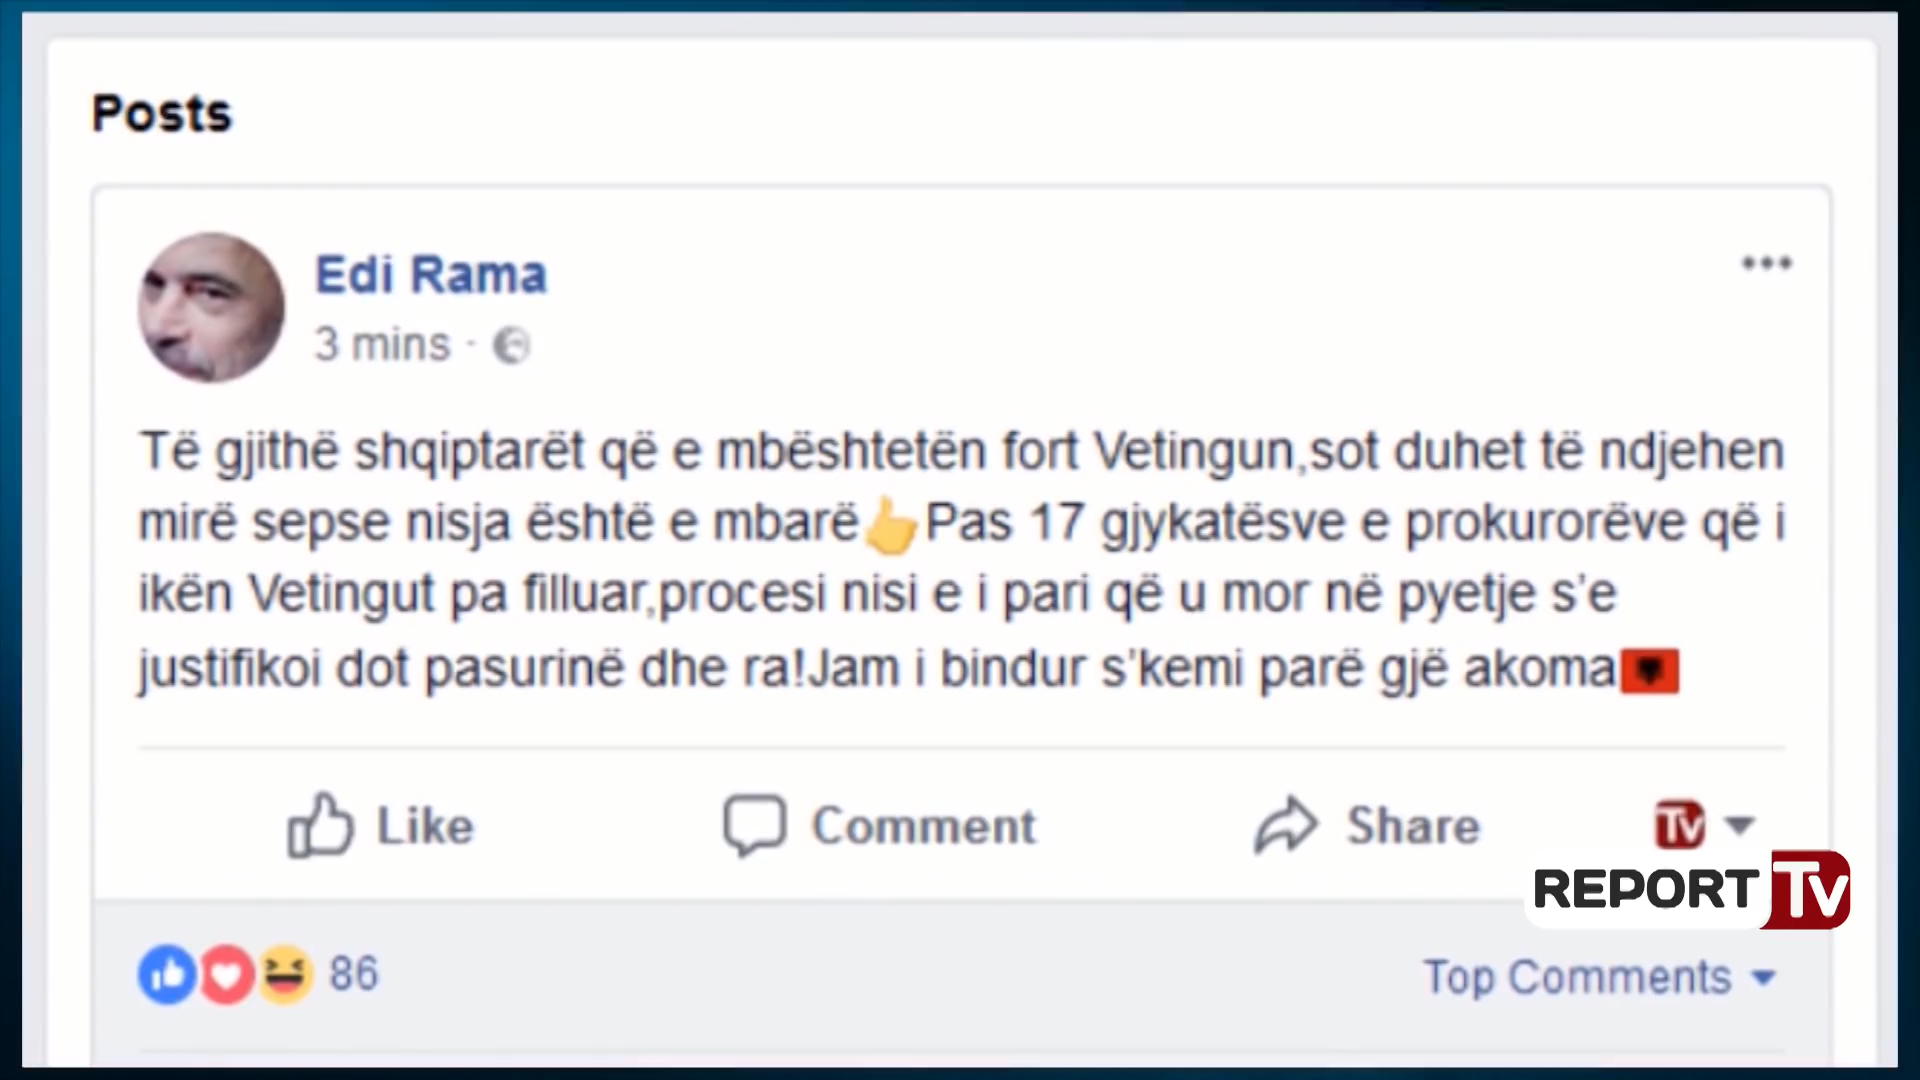 Posts
Edi Rama
3 mins ·
Të gjithë shqiptarët që e mbështetën fort Vetingun,sot duhet të ndjehen
mirë sepse nisja është e mbarë👆Pas 17 gjykatësve e prokurorëve që i
ikën Vetingut pa filluar,procesi nisi e i pari që u mor në pyetje s'e
justifikoi dot pasurinë dhe ra!Jam i bindur s'kemi parë gjë akoma🇦🇱
Like Comment Share Tv
REPORT Tv
86 Top Comments